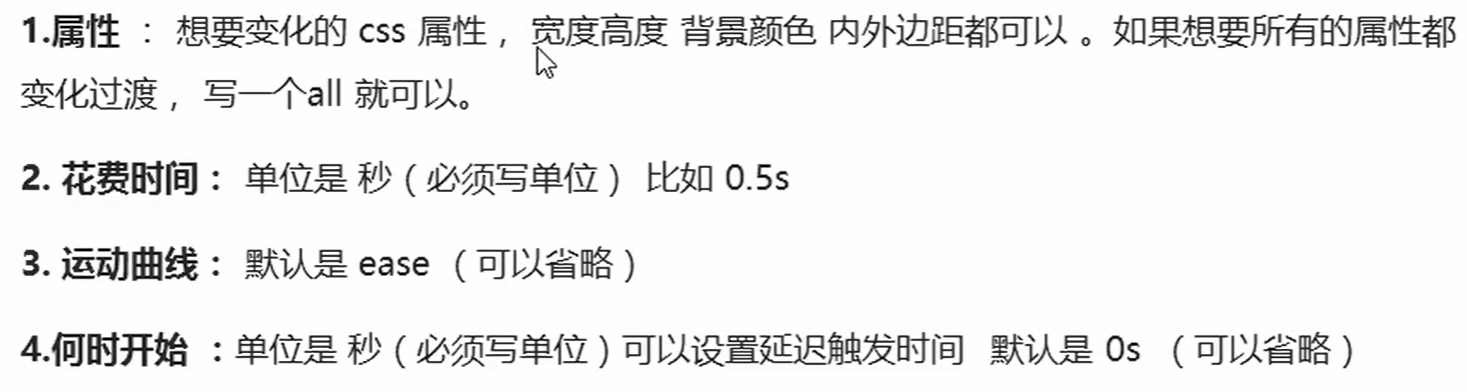 1.属性 ： 想要变化的 css 属性， 宽度高度 背景颜色 内外边距都可以 。如果想要所有的属性都
变化过渡， 写一个all 就可以。
2. 花费时间： 单位是 秒（必须写单位） 比如 0.5s
3. 运动曲线： 默认是 ease （可以省略）
4.何时开始 ：单位是 秒（必须写单位）可以设置延迟触发时间 默认是 0s （可以省略）